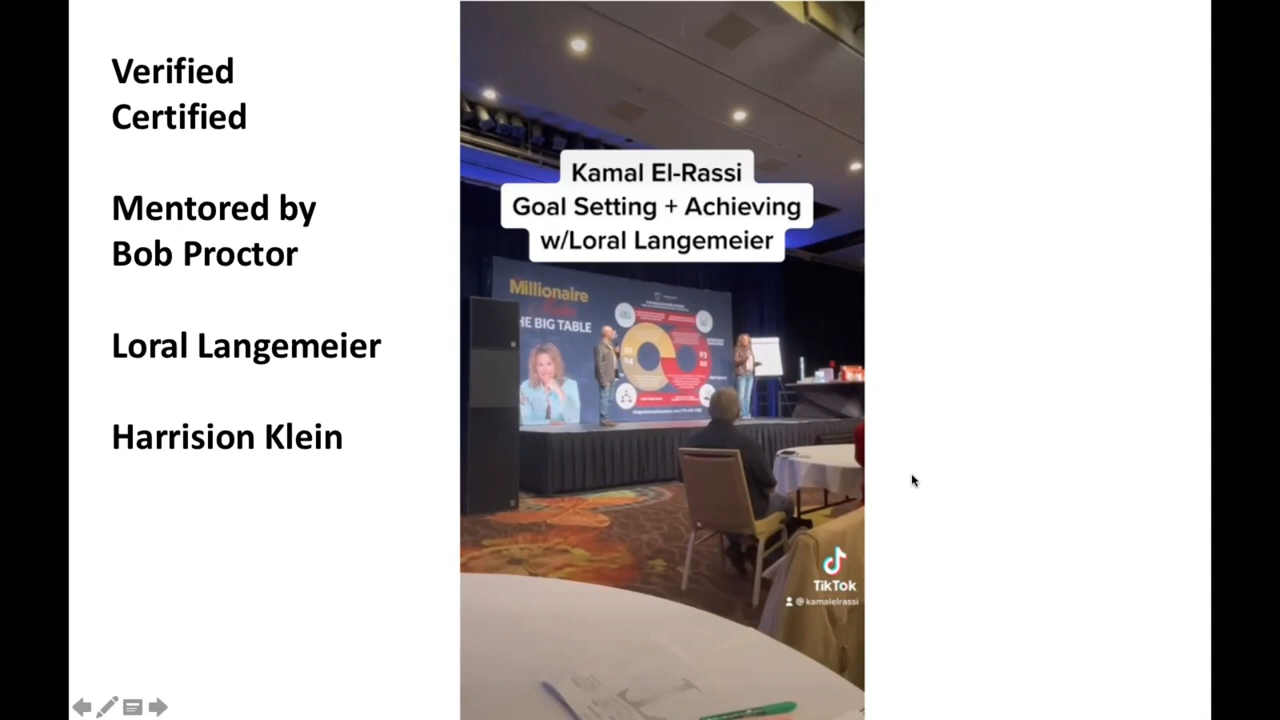 Verified
Certified
Mentored by
Bob Proctor
Loral Langemeier
Harrision Klein
Kamal El-Rassi
Goal Setting + Achieving
w/Loral Langemeier
Millionaire
HE BIG TABLE
TikTok
@kamalelrassi